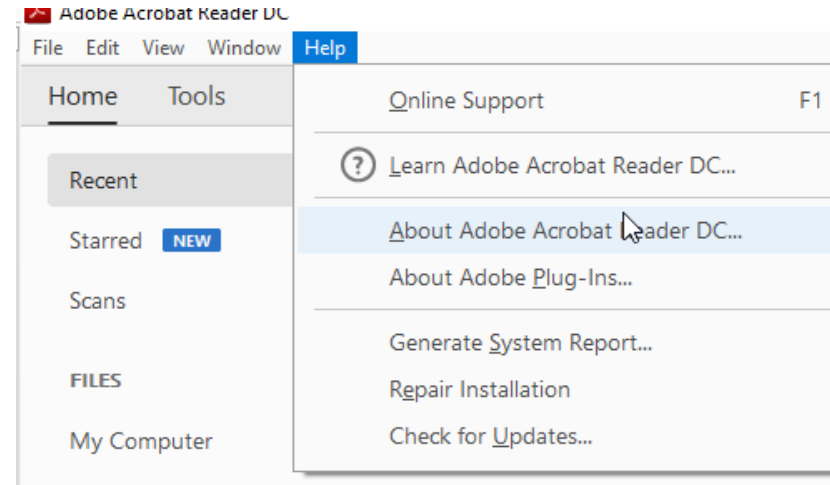 Adobe Acrobat Reader DC
File Edit View Window Help
Home Tools
Recent
Starred NEW
Scans
FILES
My Computer
Online Support F1
Learn Adobe Acrobat Reader DC...
About Adobe Acrobat Reader DC...
About Adobe Plug-Ins...
Generate System Report...
Repair Installation
Check for Updates...